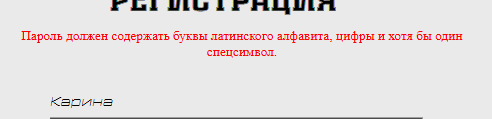 РЕГИСТРАЦИЯ
Пароль должен содержать буквы латинского алфавита, цифры и хотя бы один
спецсимвол.
Карина